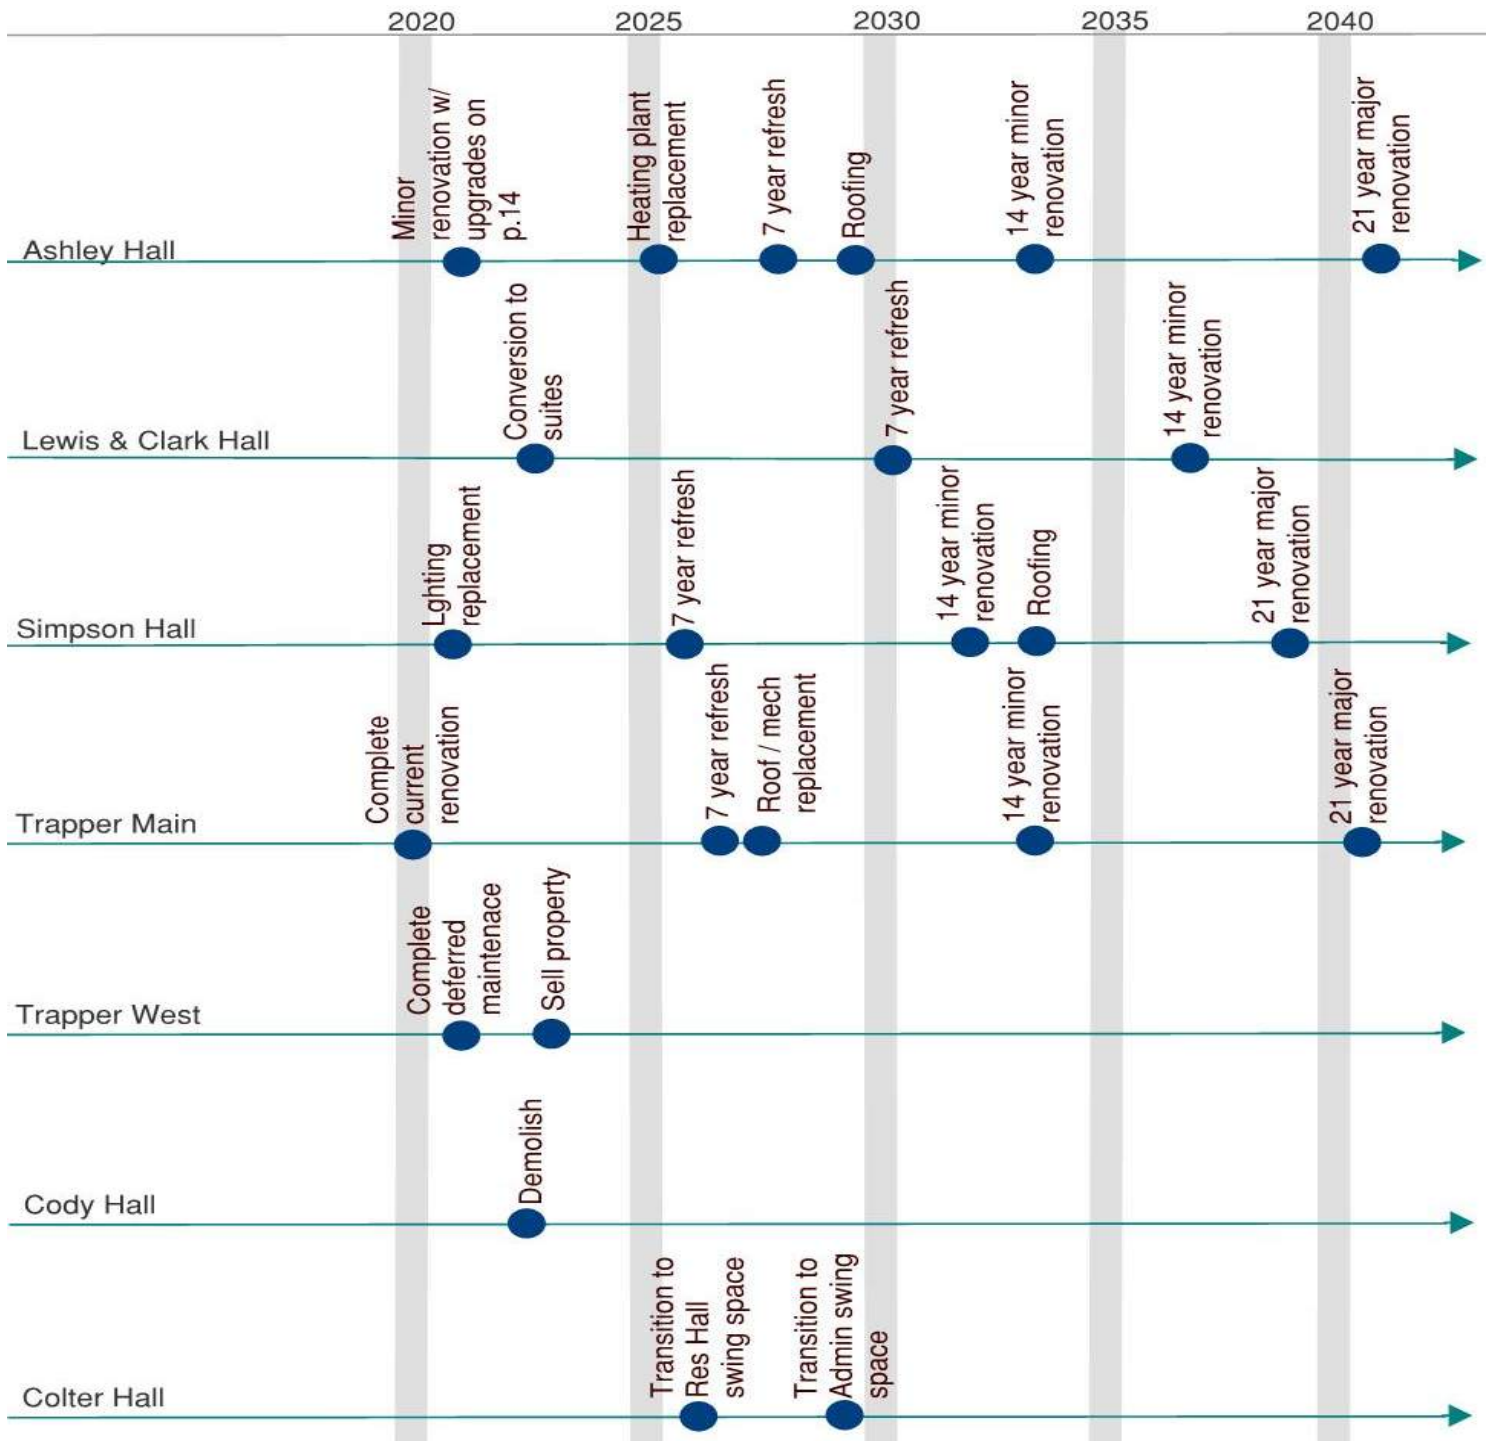 2020 2025 2030 2035 2040
Minor
renovation w/
upgrades on
p.14
Heating plant
replacement
7 year refresh
Roofing
14 year minor
renovation
21 year major
renovation
Ashley Hall
Conversion to
suites
7 year refresh
14 year minor
renovation
Lewis & Clark Hall
Lghting
replacement
7 year refresh
14 year minor
renovation
Roofing
21 year major
renovation
Simpson Hall
Complete
current
renovation
7 year refresh
Roof / mech
replacement
14 year minor
renovation
21 year major
renovation
Trapper Main
Complete
deferred
maintenace
Sell property
Trapper West
Demolish
Cody Hall
Transition to
Res Hall
swing space
Transition to
Admin swing
space
Colter Hall